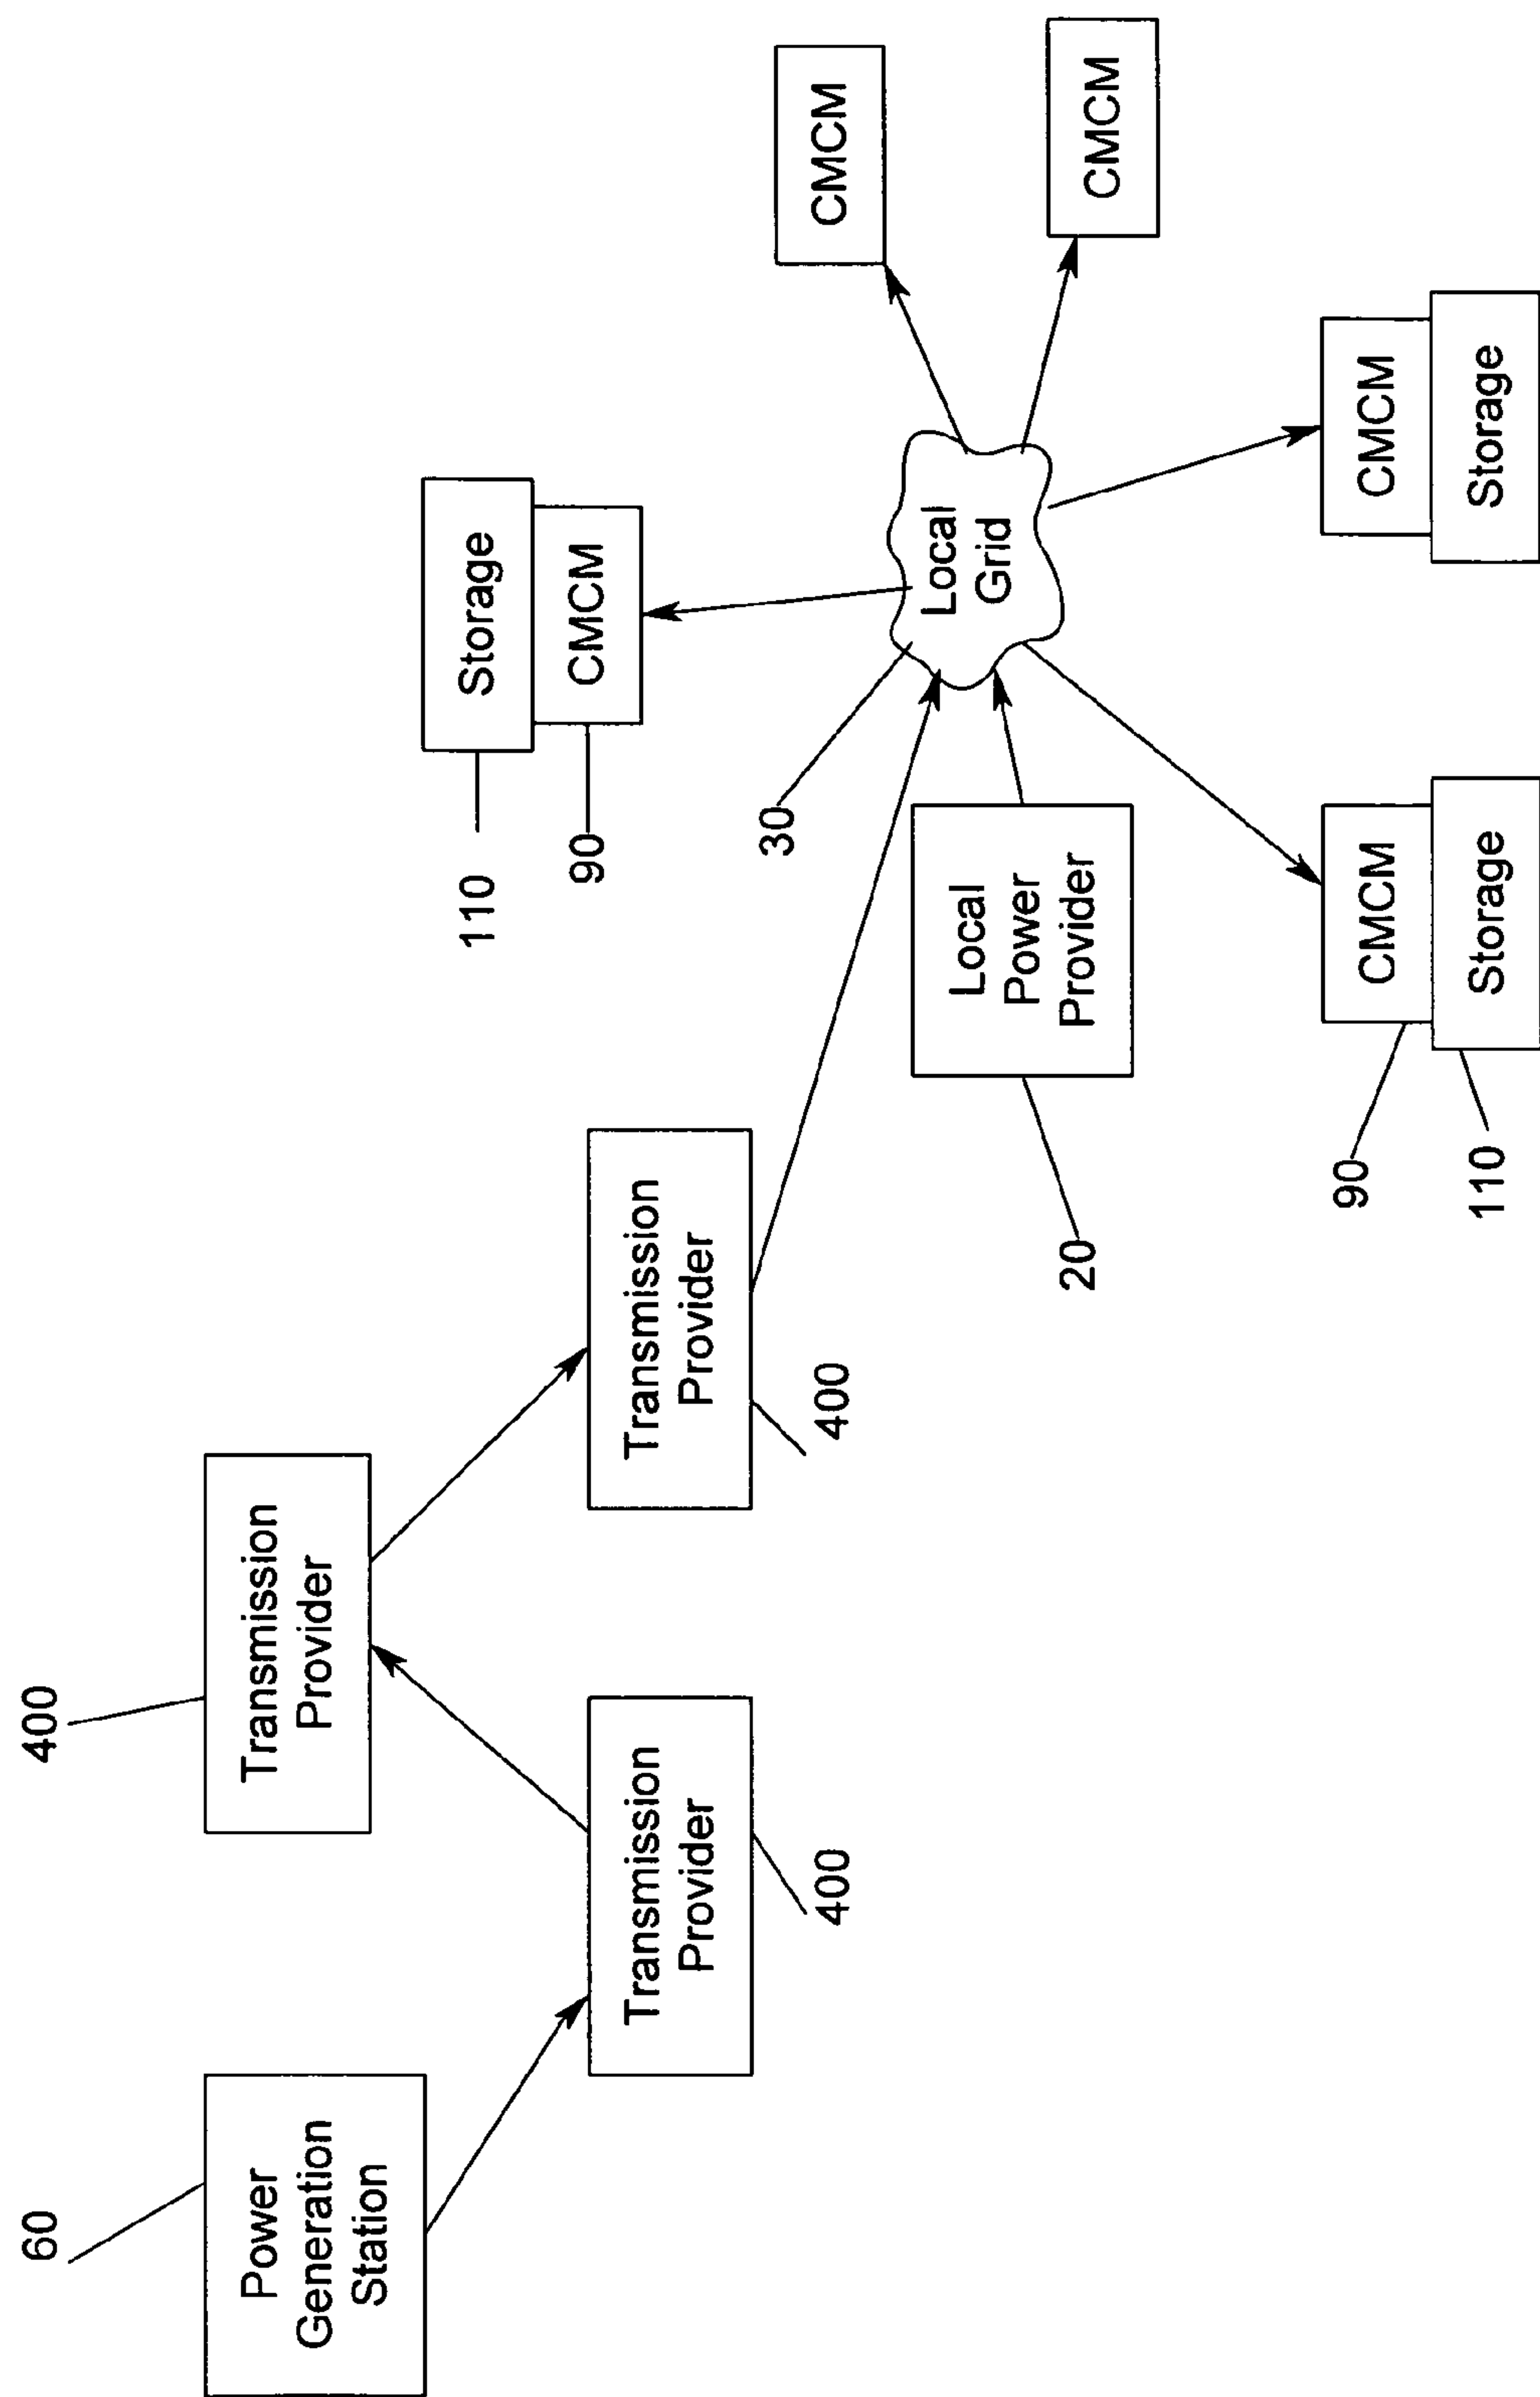 60
400
Power
Generation
Station
Transmission
Provider
110
Storage
90
CMCM
Transmission
Provider
400
Transmission
Provider
400
30
CMCM
Local
Grid
Local
Power
Provider
20
CMCM
90
CMCM
110
Storage
CMCM
Storage